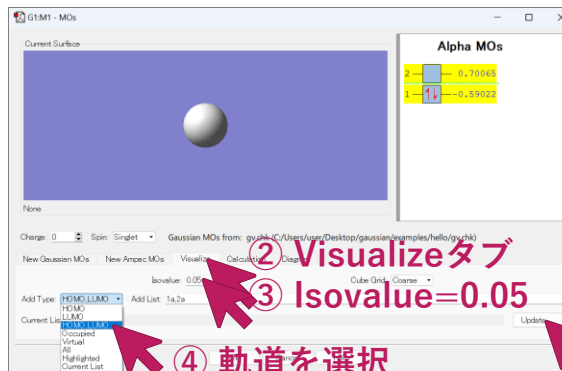 G1:M1 - MOs
Current Surface
Alpha MOs
2 0.70065
1 -0.59022
None
Charge: 0 Spin: Singlet Gaussian MOs from: gv.chk (C:/Users/user/Desktop/gaussian/examples/hello/gv.chk)
New Gaussian MOs New Ampac MOs Visualize Calculation Diagram
② Visualizeタブ
Isovalue: 0.05 Cube Grid: Coarse
③ Isovalue=0.05
Add Type: HOMO,LUMO Add List: 1a,2a
HOMO
LUMO
Update
HOMO,LUMO
Occupied
Virtual
All
Highlighted
Current List
④ 軌道を選択